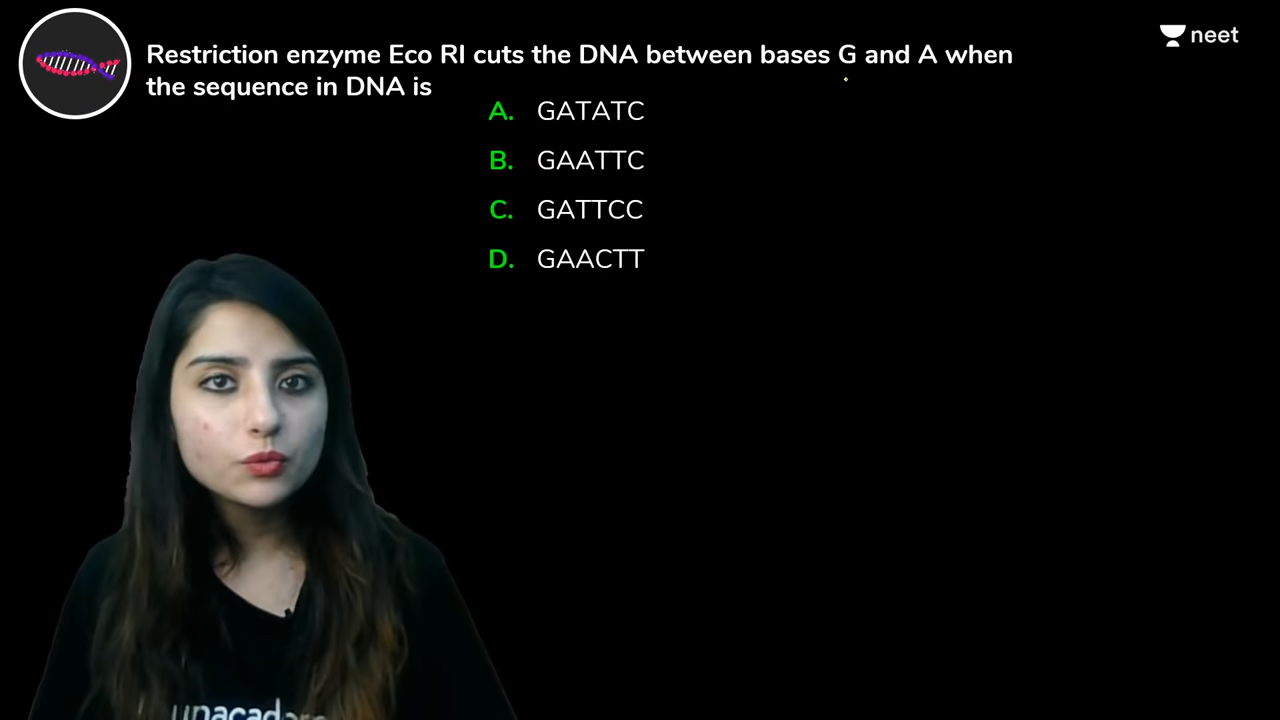 Restriction enzyme Eco RI cuts the DNA between bases G and A when
the sequence in DNA is
neet
A. GATATC
B. GAATTC
C. GATTCC
D. GAACTT